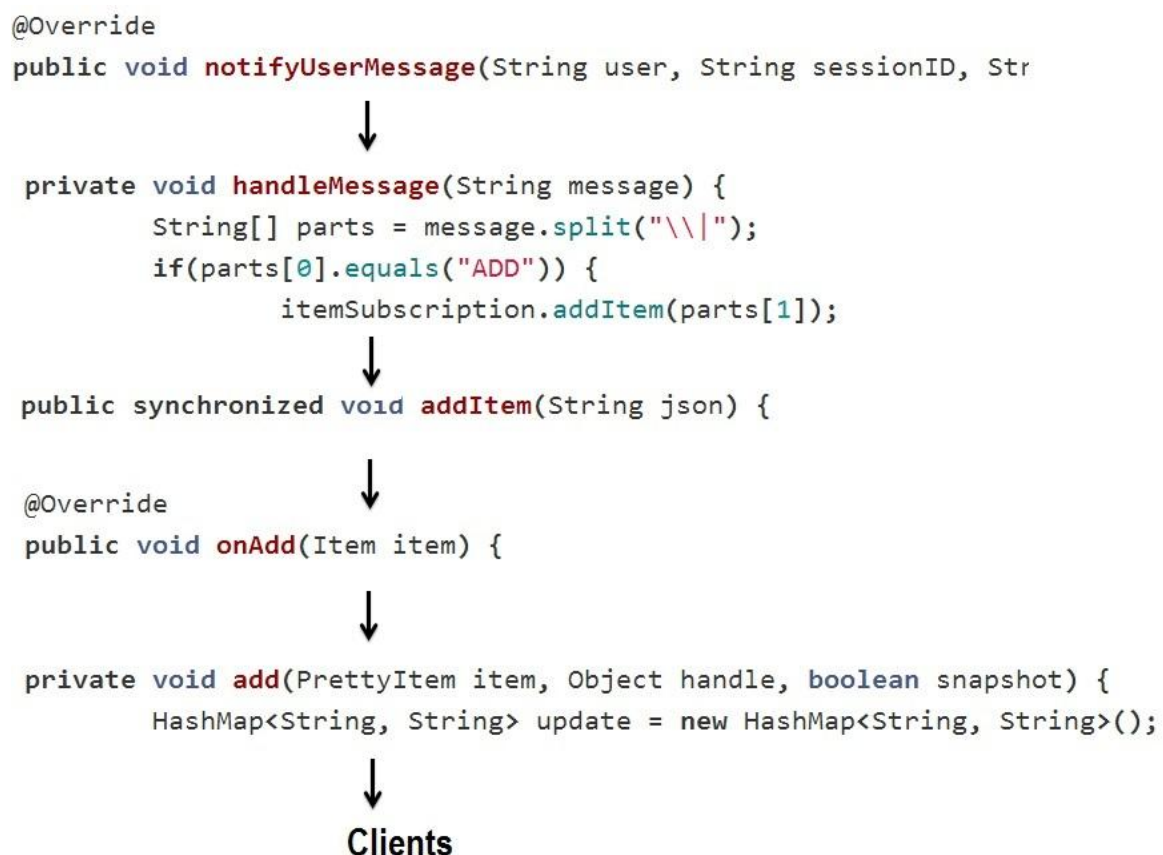 @Override
public void notifyUserMessage(String user, String sessionID, Str
private void handleMessage(String message) {
String[] parts = message.split("\\|");
if(parts[0].equals("ADD")) {
itemSubscription.addItem(parts[1]);
public synchronized void addItem(String json) {
@Override
public void onAdd(Item item) {
private void add(PrettyItem item, Object handle, boolean snapshot) {
HashMap<String, String> update = new HashMap<String, String>();
Clients